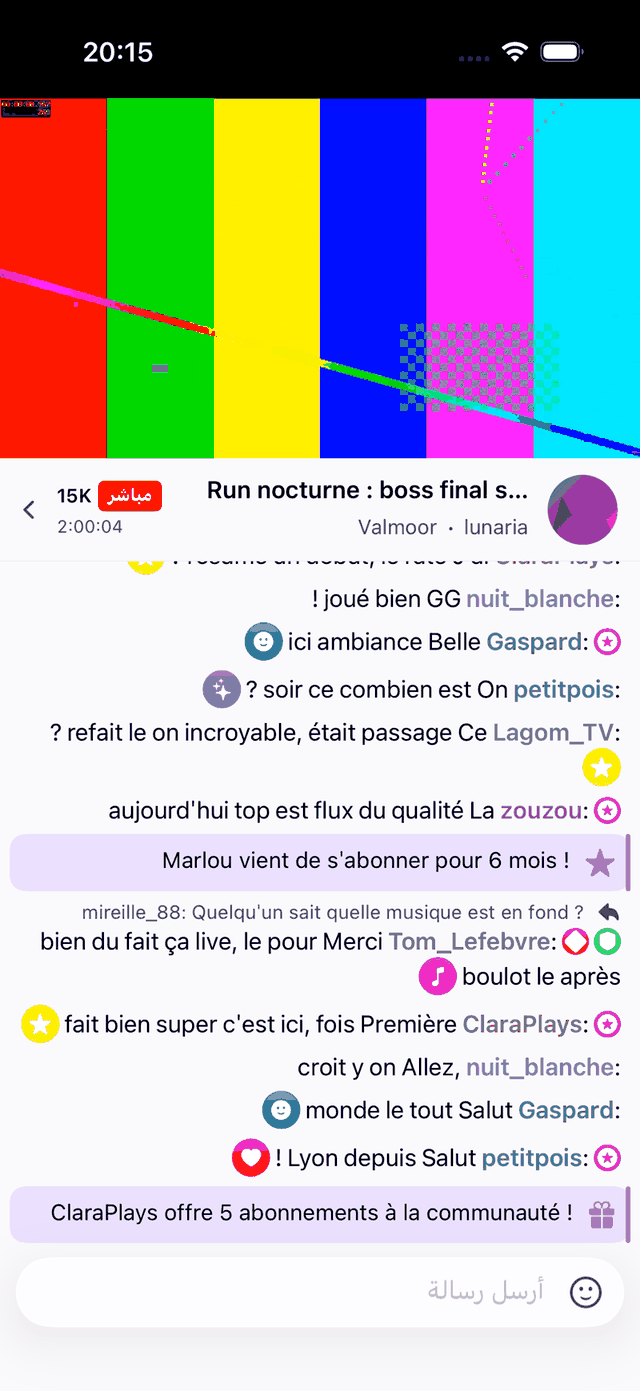 20:15
Run nocturne : boss final s...
Valmoor · lunaria
15K مباشر
2:00:04
nuit_blanche: GG bien joué !
Gaspard: Belle ambiance ici
petitpois: On est combien ce soir ?
Lagom_TV: Ce passage était incroyable, on le refait ?
zouzou: La qualité du flux est top aujourd'hui
Marlou vient de s'abonner pour 6 mois !
mireille_88: Quelqu'un sait quelle musique est en fond ?
Tom_Lefebvre: Merci pour le live, ça fait du bien
après le boulot
ClaraPlays: Première fois ici, c'est super bien fait
nuit_blanche: Allez, on y croit
Gaspard: Salut tout le monde
petitpois: Salut depuis Lyon !
ClaraPlays offre 5 abonnements à la communauté !
أرسل رسالة